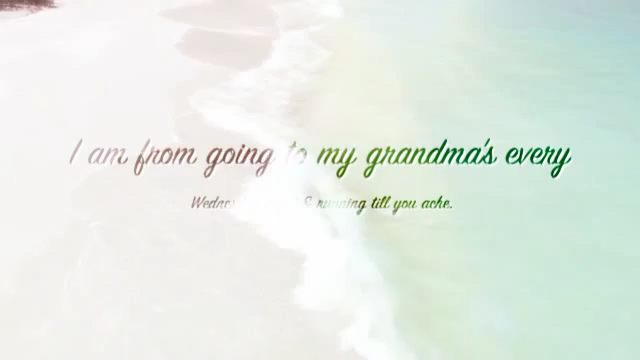 I am from going to my grandma's every
& running till you ache.